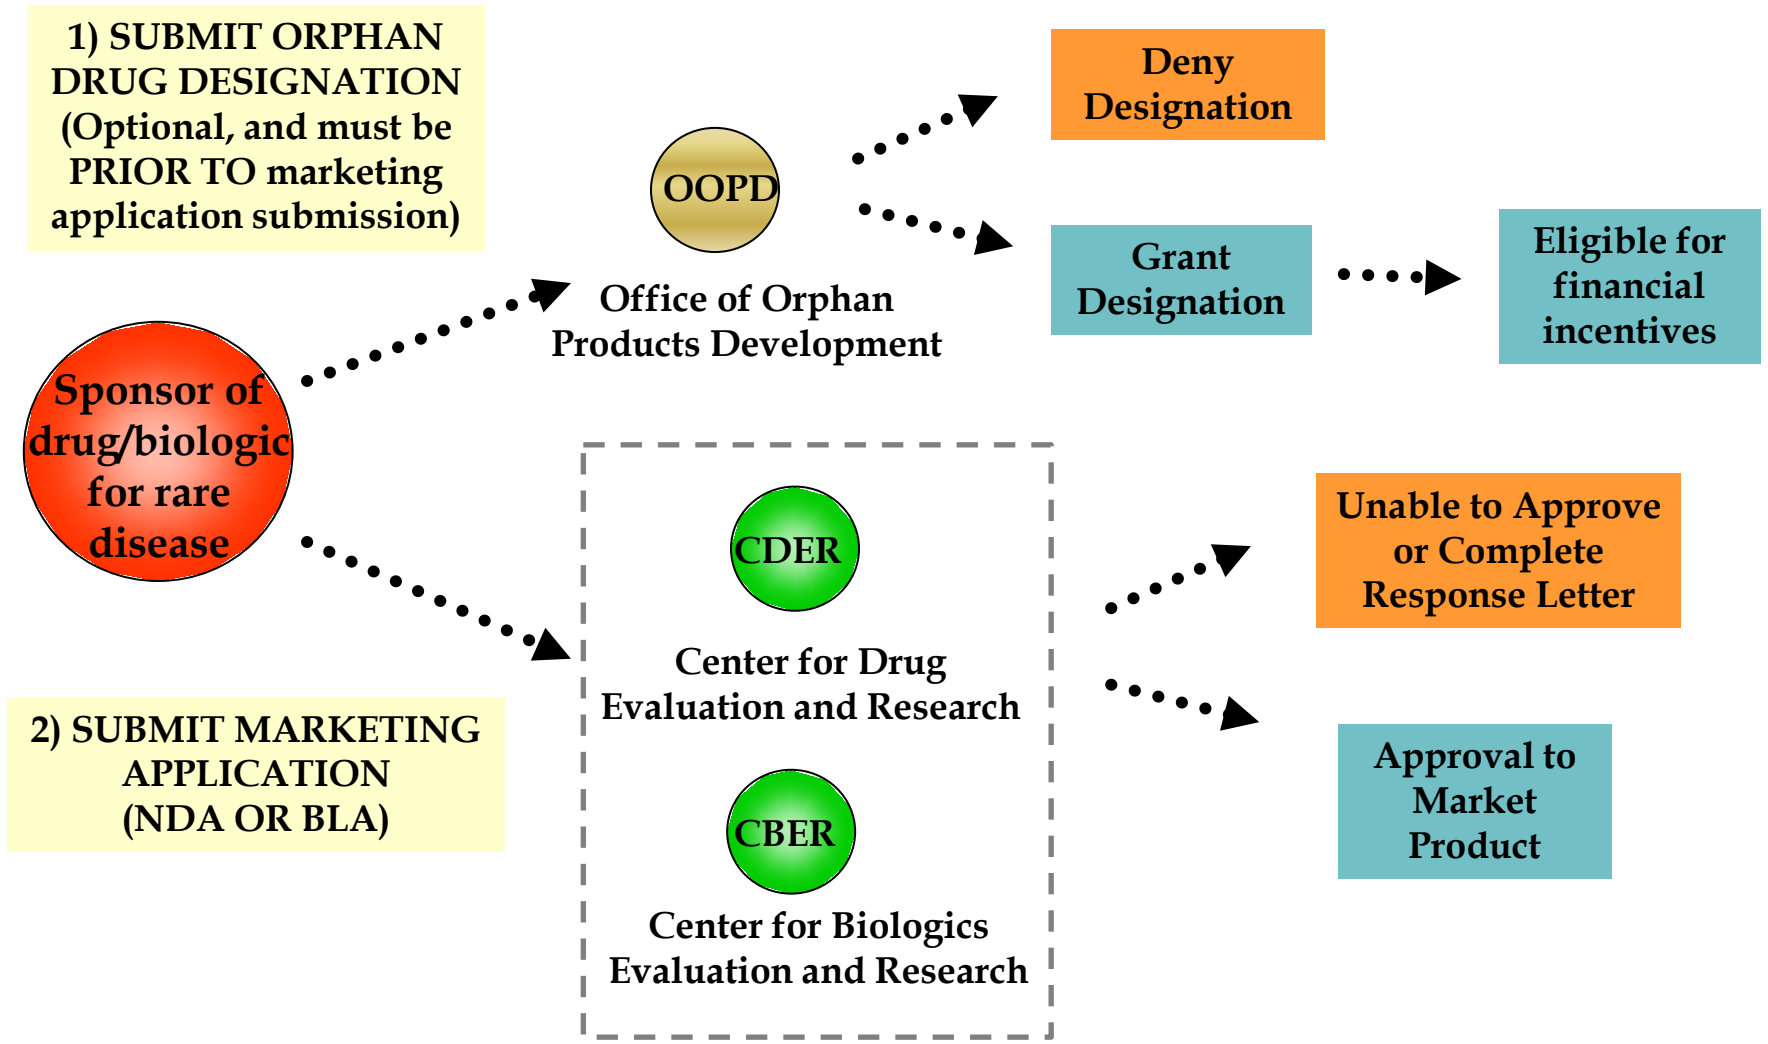 1) SUBMIT ORPHAN
DRUG DESIGNATION
(Optional, and must be
PRIOR TO marketing
application submission)
OOPD
Office of Orphan
Products Development
Deny
Designation
Grant
Designation
Eligible for
financial
incentives
Sponsor of
drug/biologic
for rare
disease
2) SUBMIT MARKETING
APPLICATION
(NDA OR BLA)
CDER
Center for Drug
Evaluation and Research
CBER
Center for Biologics
Evaluation and Research
Unable to Approve
or Complete
Response Letter
Approval to
Market
Product